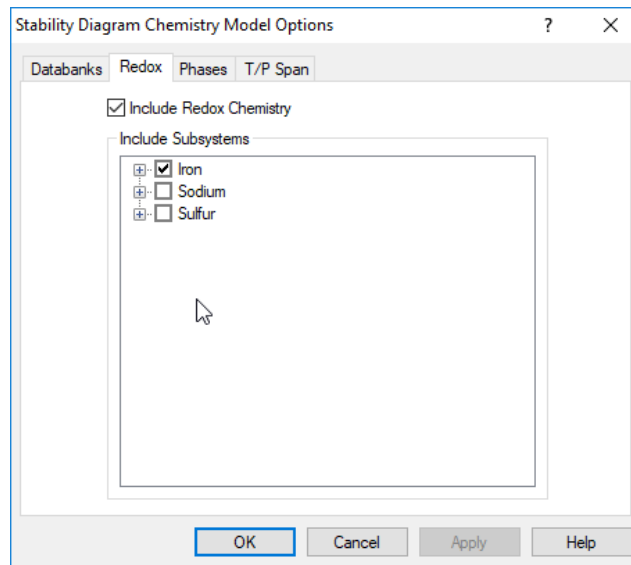 Stability Diagram Chemistry Model Options ?
Databanks Redox Phases T/P Span
Include Redox Chemistry
Include Subsystems
Iron
Sodium
Sulfur
OK Cancel Apply Help